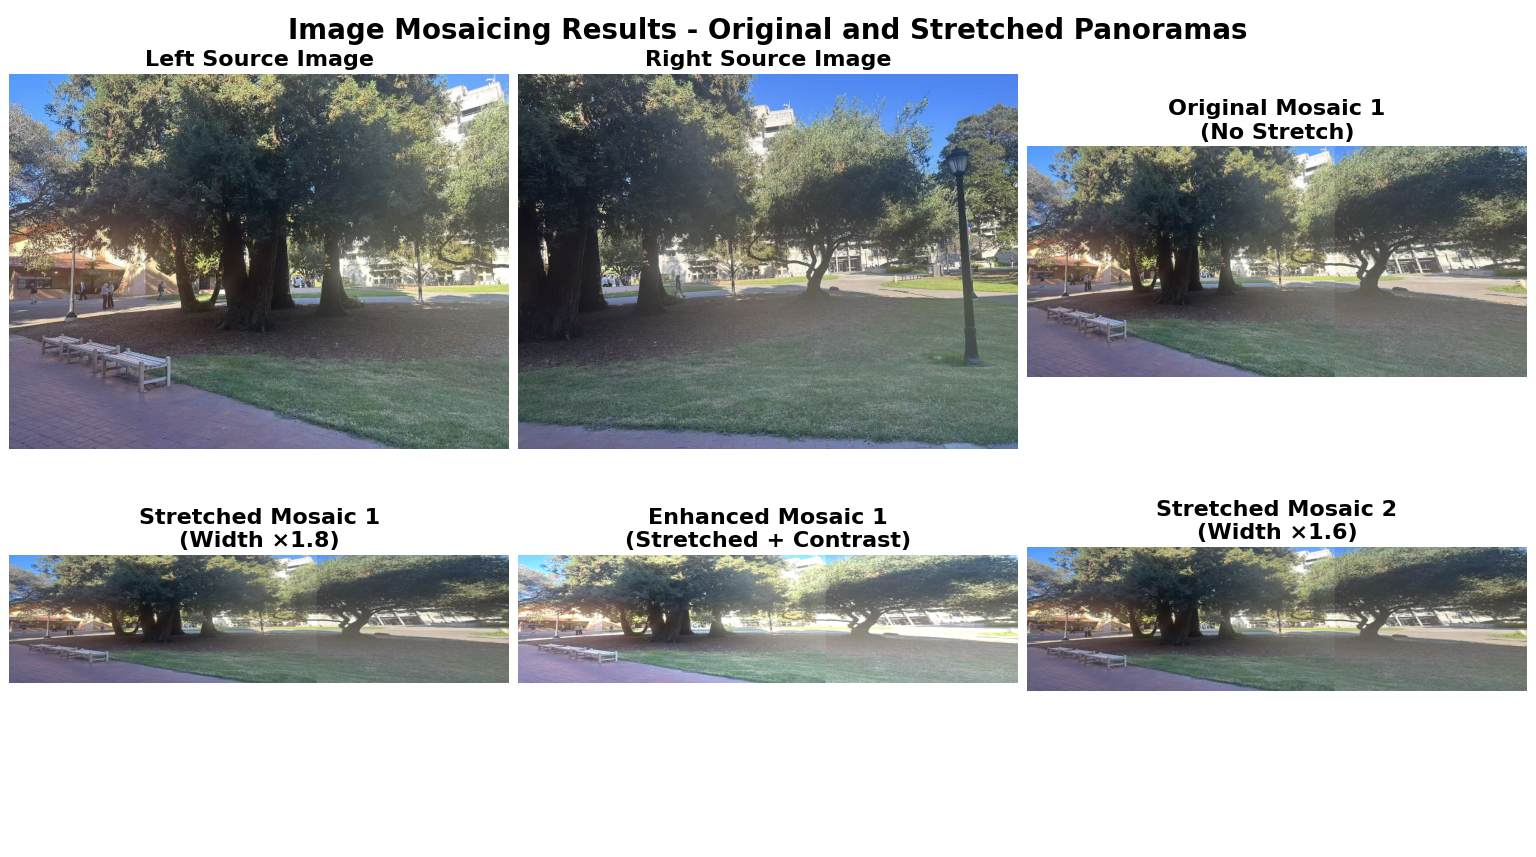 Image Mosaicing Results - Original and Stretched Panoramas
Left Source Image
Right Source Image
Original Mosaic 1
(No Stretch)
Stretched Mosaic 1
(Width ×1.8)
Enhanced Mosaic 1
(Stretched + Contrast)
Stretched Mosaic 2
(Width ×1.6)